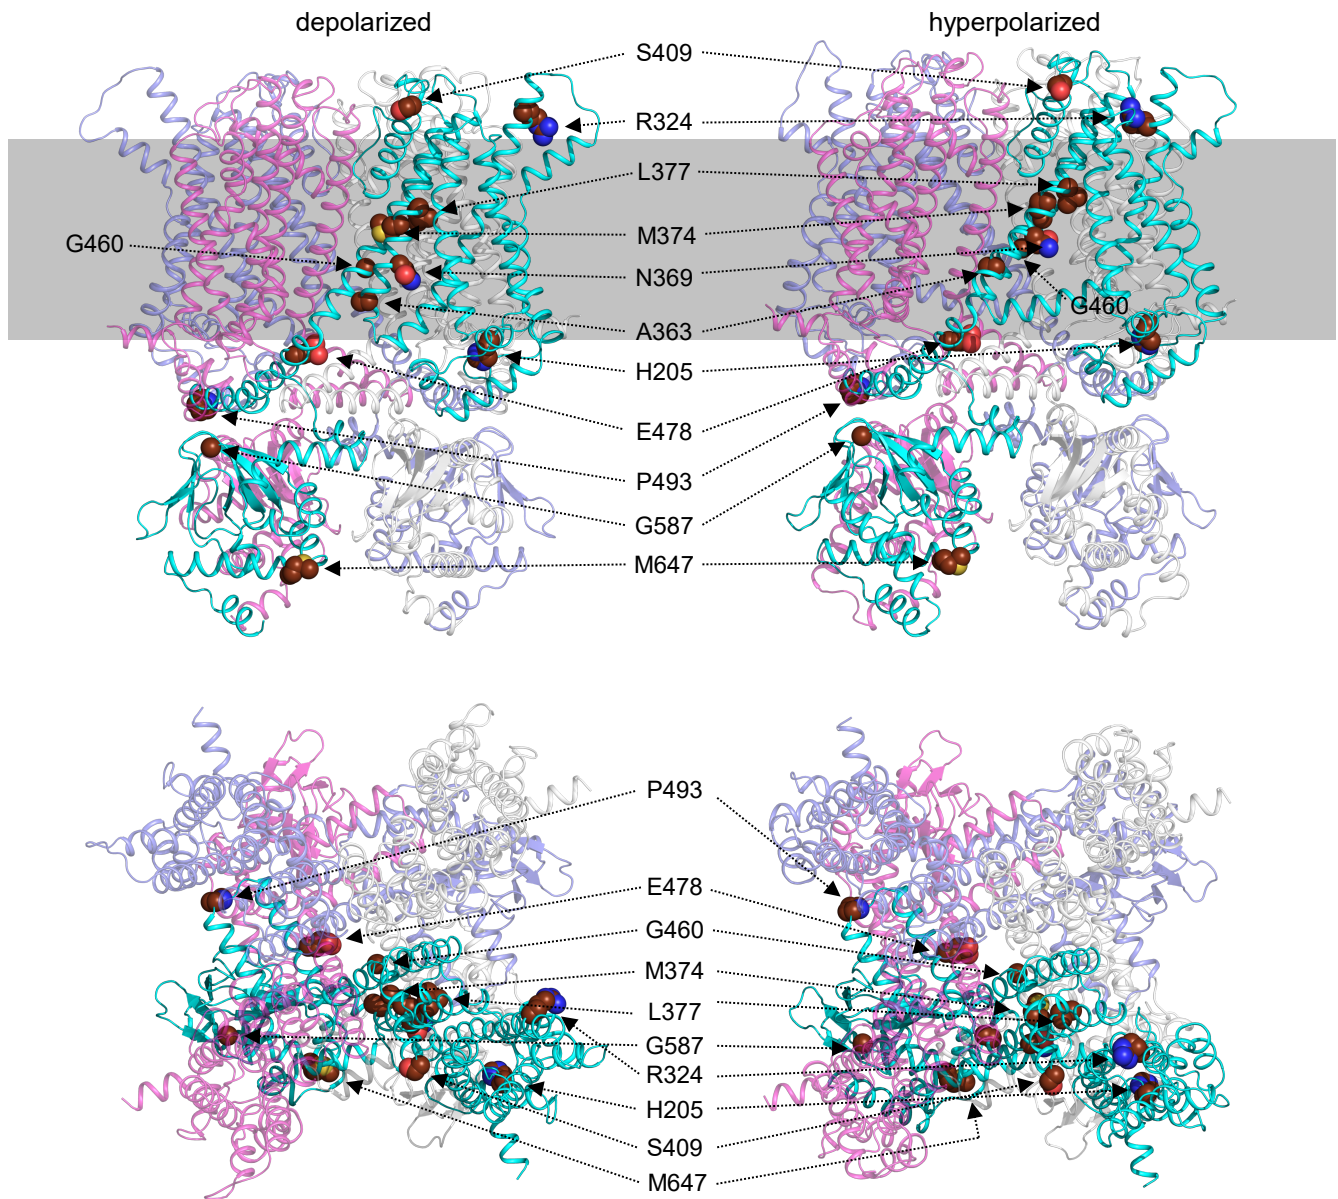 depolarized
hyperpolarized
S409
R324
L377
M374
G460
N369
G460
A363
H205
E478
P493
G587
M647
P493
E478
G460
M374
L377
G587
R324
H205
S409
M647